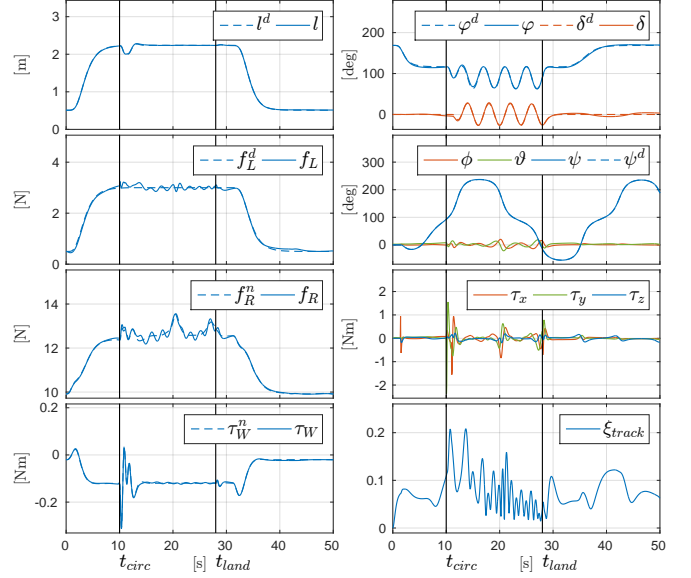 3
2
1
0
[m]
l^d l
200
100
0
[deg]
φ^d φ δ^d δ
4
2
0
[N]
f_L^d f_L
300
200
100
0
[deg]
ϕ ϑ ψ ψ^d
14
12
10
[N]
f_R^n f_R
2
1
0
-1
-2
[Nm]
τ_x τ_y τ_z
0.2
0
-0.2
[Nm]
τ_W^n τ_W
0.2
0.1
0
ξ_track
0 10 20 30 40 50
t_circ [s] t_land
0 10 20 30 40 50
t_circ [s] t_land